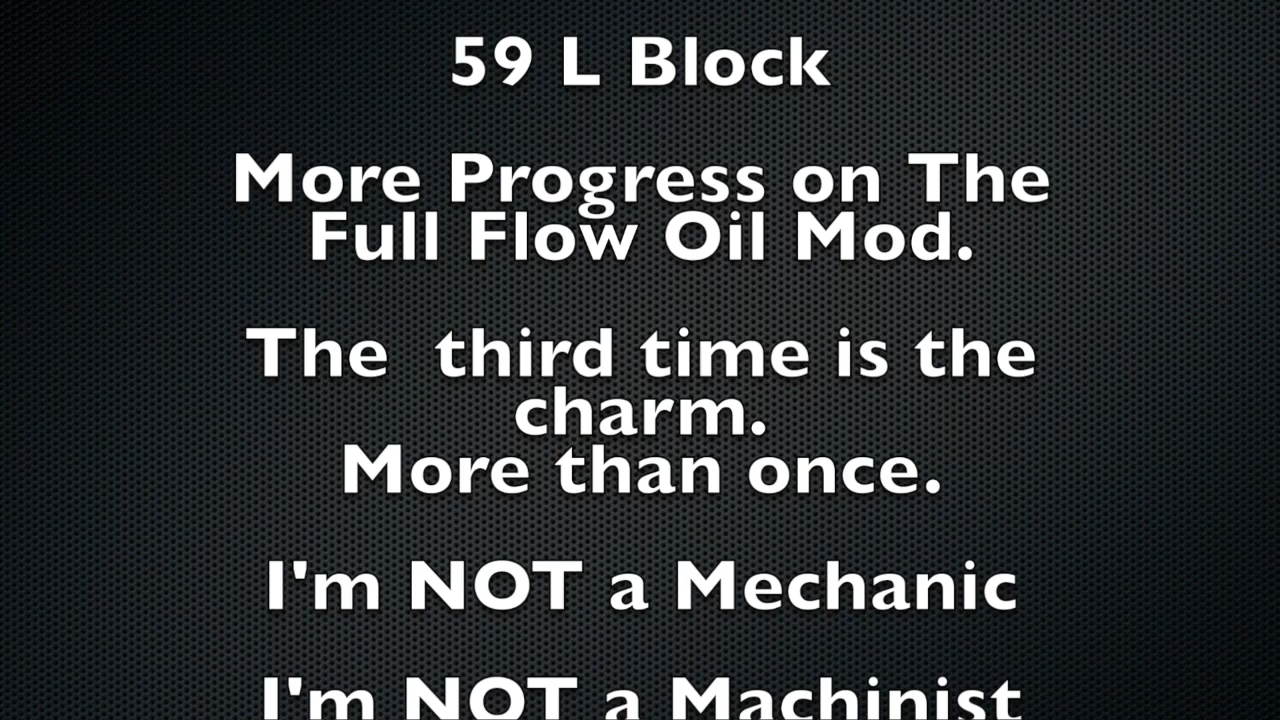 59 L Block
More Progress on The
Full Flow Oil Mod.
The  third time is the
charm.
More than once.
I'm NOT a Mechanic
I'm NOT a Machinist